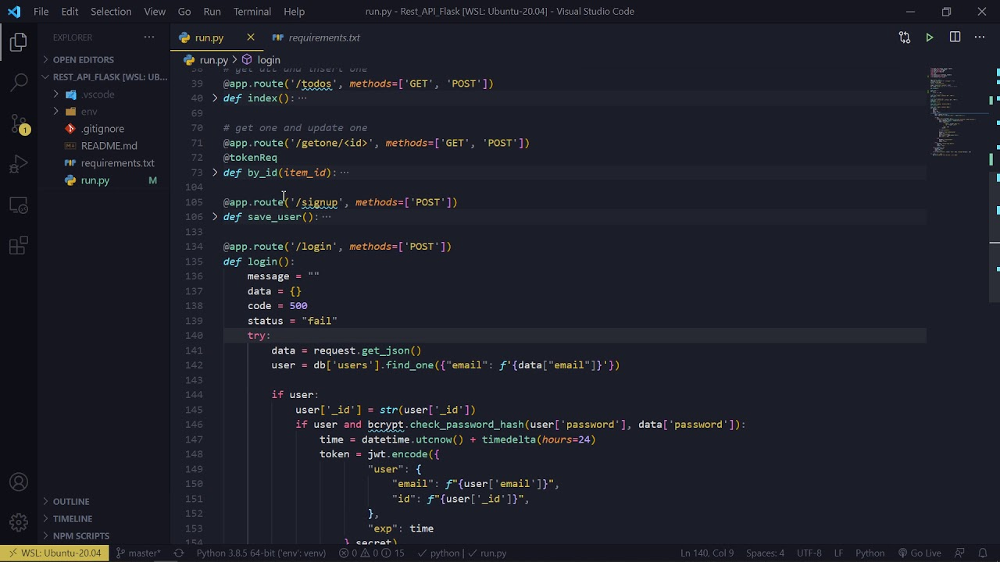 File Edit Selection View Go Run Terminal Help run.py - Rest_API_Flask [WSL: Ubuntu-20.04] - Visual Studio Code
EXPLORER ...
OPEN EDITORS
REST_API_FLASK [WSL: UB...
.vscode
env
.gitignore
README.md
requirements.txt
run.py M
OUTLINE
TIMELINE
NPM SCRIPTS
1
run.py × requirements.txt
run.py > login
38 # get all and insert one
39 @app.route('/todos', methods=['GET', 'POST'])
40 def index(): ...
69
70 # get one and update one
71 @app.route('/getone/<id>', methods=['GET', 'POST'])
72 @tokenReq
73 def by_id(item_id): ...
104
105 @app.route('/signup', methods=['POST'])
106 def save_user(): ...
133
134 @app.route('/login', methods=['POST'])
135 def login():
136 message = ""
137 data = {}
138 code = 500
139 status = "fail"
140 try:
141 data = request.get_json()
142 user = db['users'].find_one({"email": f'{data["email"]}'})
143
144 if user:
145 user['_id'] = str(user['_id'])
146 if user and bcrypt.check_password_hash(user['password'], data['password']):
147 time = datetime.utcnow() + timedelta(hours=24)
148 token = jwt.encode({
149 "user": {
150 "email": f"{user['email']}",
151 "id": f"{user['_id']}",
152 },
153 "exp": time
154 }, secret)
WSL: Ubuntu-20.04 master* Python 3.8.5 64-bit ('env': venv) 0 0 15 python | run.py Ln 140, Col 9 Spaces: 4 UTF-8 LF Python Go Live